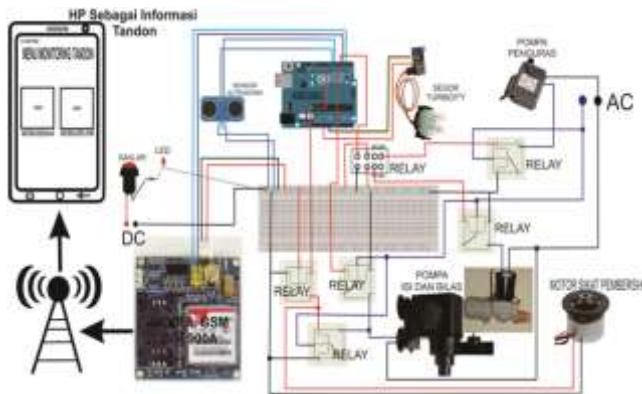 HP Sebagai Informasi
Tandon
MENU MONITORING TANDON
SENSOR
ULTRASONIK
POMPA
PENGURAS
AC
RELAY
RELAY
RELAY
SAKLAR
LED
DC
RELAY
RELAY
RELAY
POMPA
ISI DAN BILAS
MOTOR SIKAT PEMBERSIH
GSM